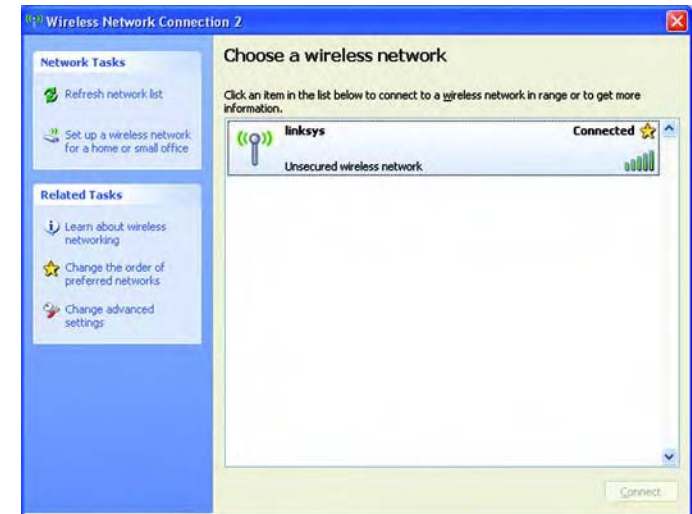 Wireless Network Connection 2
Network Tasks
Refresh network list
Set up a wireless network
for a home or small office
Related Tasks
Learn about wireless
networking
Change the order of
preferred networks
Change advanced
settings
Choose a wireless network
Click an item in the list below to connect to a wireless network in range or to get more
information.
linksys
Connected
Unsecured wireless network
Connect